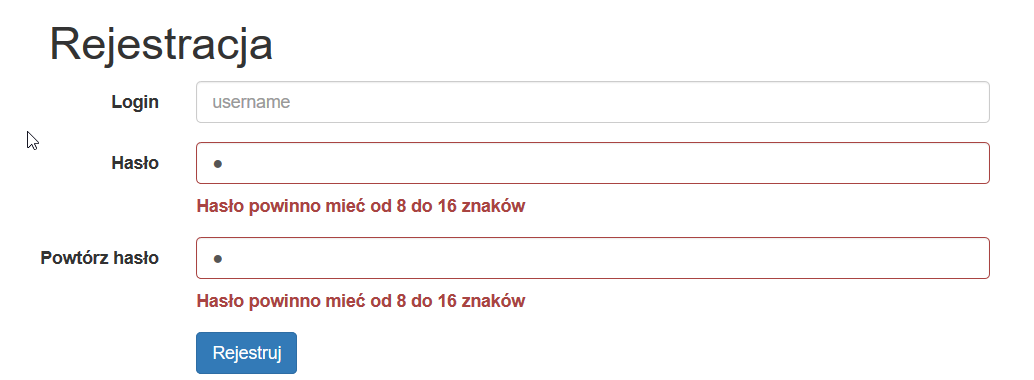 Rejestracja
Login username
Hasło ●
Hasło powinno mieć od 8 do 16 znaków
Powtórz hasło ●
Hasło powinno mieć od 8 do 16 znaków
Rejestruj